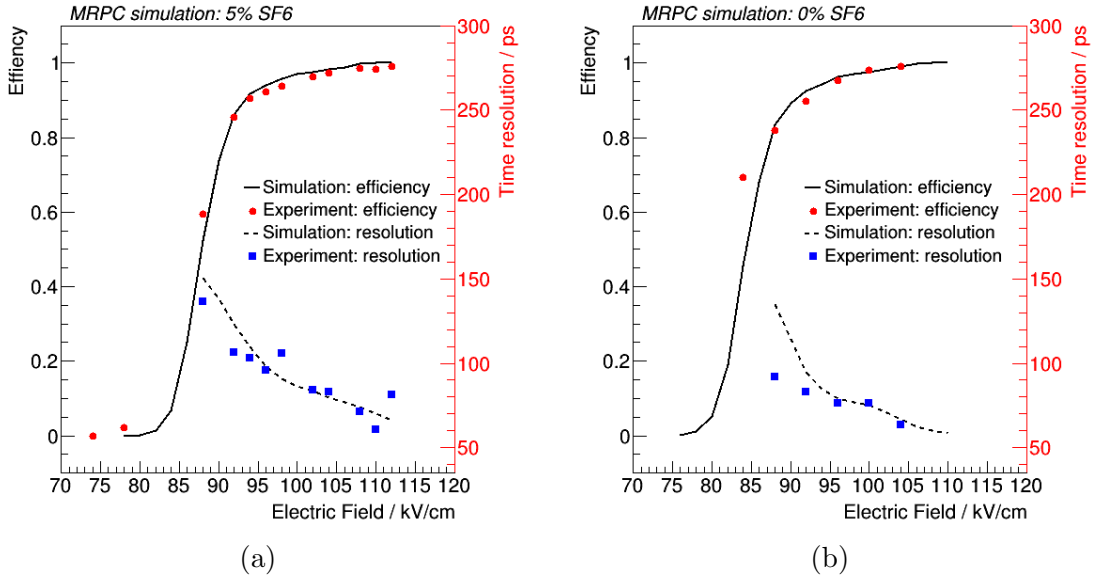 MRPC simulation: 5% SF6
Effiency
1
0.8
0.6
0.4
0.2
0
300
250
200
150
100
50
Time resolution / ps
Simulation: efficiency
Experiment: efficiency
Simulation: resolution
Experiment: resolution
70 75 80 85 90 95 100 105 110 115 120
Electric Field / kV/cm
(a)
MRPC simulation: 0% SF6
Effiency
1
0.8
0.6
0.4
0.2
0
300
250
200
150
100
50
Time resolution / ps
Simulation: efficiency
Experiment: efficiency
Simulation: resolution
Experiment: resolution
70 75 80 85 90 95 100 105 110 115 120
Electric Field / kV/cm
(b)